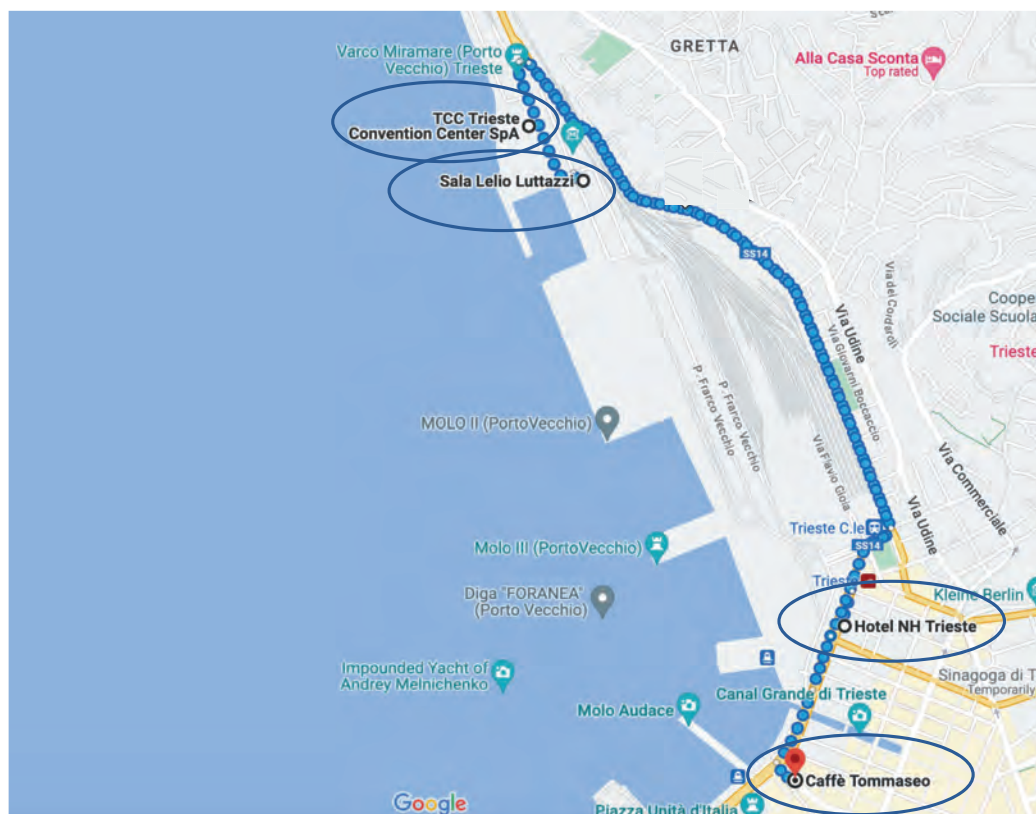 GRETTA
Varco Miramare (Porto
Vecchio) Trieste
Alla Casa Sconta
Top rated
TCC Trieste
Convention Center SpA
Sala Lelio Luttazzi
SS14
Via dei Cordaroli
Coope
Sociale Scuola
Trieste
Via Udine
Via Giovanni Boccaccio
P. Franco Vecchio
P. Franco Vecchio
MOLO II (PortoVecchio)
Via Flavio Gioia
Via Commerciale
Via Udine
Trieste C.le
SS14
Molo III (PortoVecchio)
Trieste
Kleine Berlin
Diga "FORANEA"
(Porto Vecchio)
Hotel NH Trieste
Impounded Yacht of
Andrey Melnichenko
Sinagoga di T
Temporarily
Canal Grande di Trieste
Molo Audace
Caffè Tommaseo
Google
Piazza Unità d'Italia